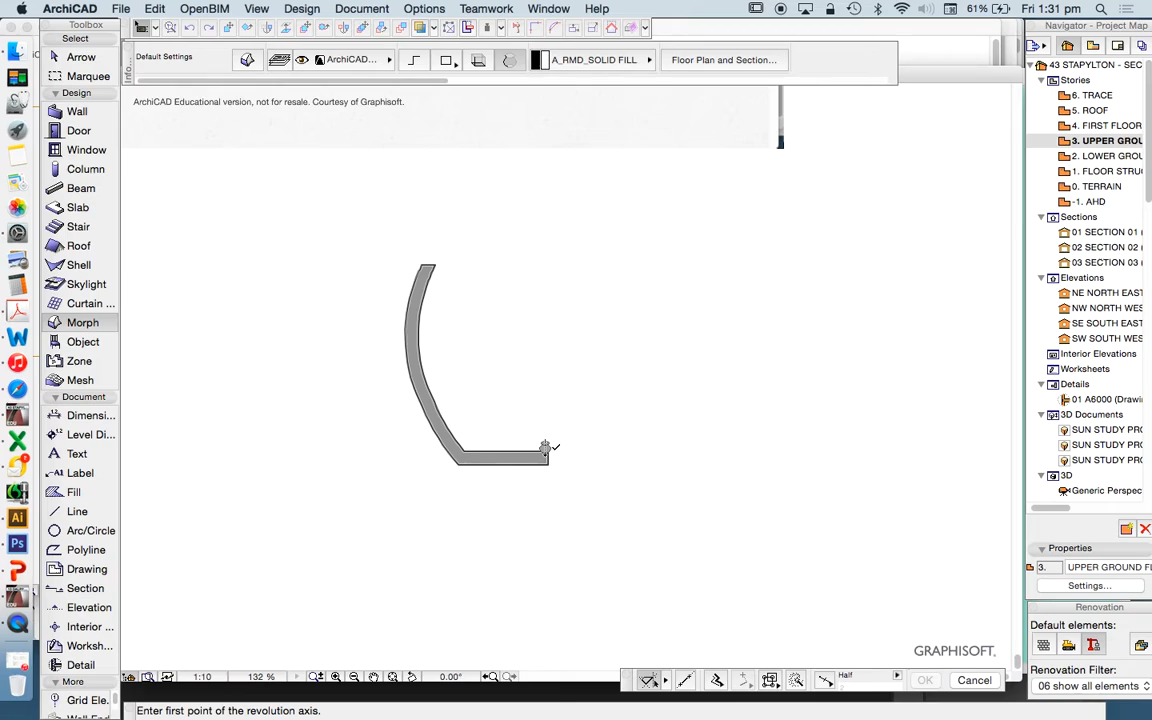 ArchiCAD File Edit OpenBIM View Design Document Options Teamwork Window Help 61% Fri 1:31 pm
Toolbox
Select
Arrow
Marquee
Design
Wall
Door
Window
Column
Beam
Slab
Stair
Roof
Shell
Skylight
Curtain ...
Morph
Object
Zone
Mesh
Document
Dimensi...
Level Di...
Text
Label
Fill
Line
Arc/Circle
Polyline
Drawing
Section
Elevation
Interior ...
Worksh...
Detail
More
Grid Ele...
Wall End
Info...
Default Settings
ArchiCAD...
A_RMD_SOLID FILL
Floor Plan and Section...
ArchiCAD Educational version, not for resale. Courtesy of Graphisoft.
GRAPHISOFT.
1:10
132 %
0.00°
Half
OK
Cancel
Enter first point of the revolution axis.
Navigator - Project Map
43 STAPYLTON - SEC
Stories
6. TRACE
5. ROOF
4. FIRST FLOOR
3. UPPER GROU
2. LOWER GROU
1. FLOOR STRUC
0. TERRAIN
-1. AHD
Sections
01 SECTION 01 (
02 SECTION 02 (
03 SECTION 03 (
Elevations
NE NORTH EAST
NW NORTH WES
SE SOUTH EAST
SW SOUTH WEST
Interior Elevations
Worksheets
Details
01 A6000 (Drawin
3D Documents
SUN STUDY PRO
SUN STUDY PRO
SUN STUDY PRO
3D
Generic Perspec
Properties
3. UPPER GROUND FL
Settings...
Renovation
Default elements:
Renovation Filter:
06 show all elements